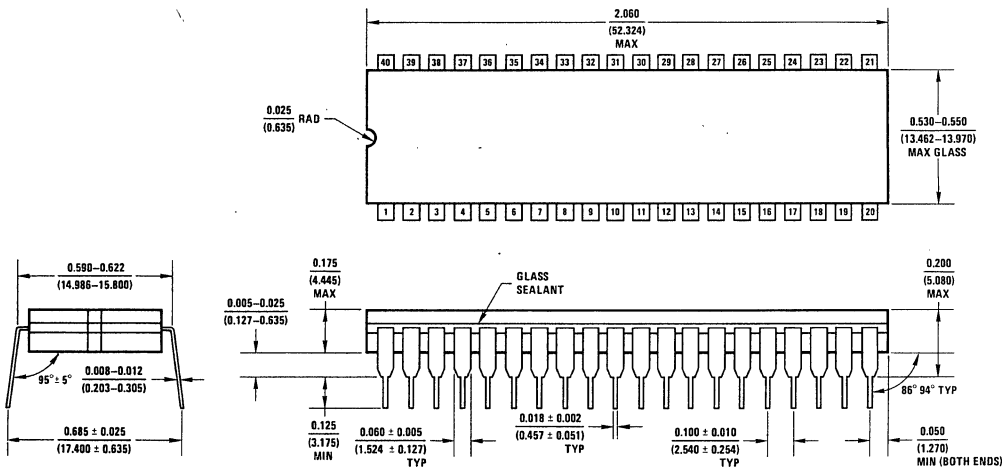 2.060
(52.324)
MAX
40 39 38 37 36 35 34 33 32 31 30 29 28 27 26 25 24 23 22 21
0.025
(0.635)
RAD
0.530–0.550
(13.462–13.970)
MAX GLASS
1 2 3 4 5 6 7 8 9 10 11 12 13 14 15 16 17 18 19 20
0.590–0.622
(14.986–15.800)
0.175
(4.445)
MAX
GLASS
SEALANT
0.200
(5.080)
MAX
0.005–0.025
(0.127–0.635)
95° ± 5°
0.008–0.012
(0.203–0.305)
86° 94° TYP
0.685 ± 0.025
(17.400 ± 0.635)
0.125
(3.175)
MIN
0.060 ± 0.005
(1.524 ± 0.127)
TYP
0.018 ± 0.002
(0.457 ± 0.051)
TYP
0.100 ± 0.010
(2.540 ± 0.254)
TYP
0.050
(1.270)
MIN (BOTH ENDS)